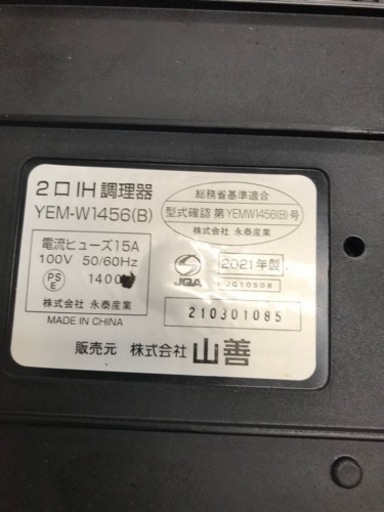 2口IH調理器
YEM-W1456(B)
総務省基準適合
型式確認 第YEMW1456(B)号
株式会社 永泰産業
電流ヒューズ15A
100V 50/60Hz
1400
PS
E
株式会社 永泰産業
MADE IN CHINA
JQA
2021年製
210301085
販売元 株式会社 山善